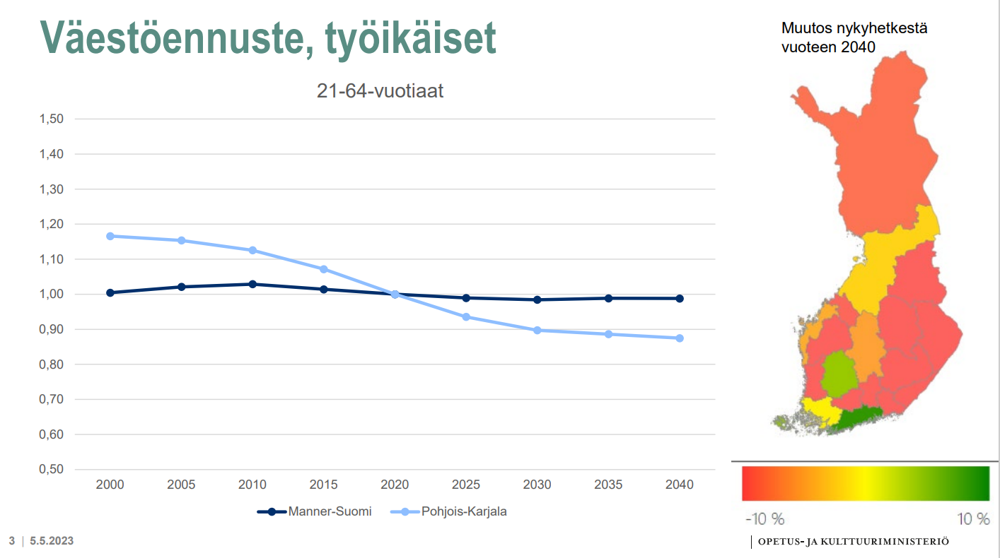 Väestöennuste, työikäiset
21-64-vuotiaat
1,50
1,40
1,30
1,20
1,10
1,00
0,90
0,80
0,70
0,60
0,50
2000 2005 2010 2015 2020 2025 2030 2035 2040
Manner-Suomi Pohjois-Karjala
Muutos nykyhetkestä
vuoteen 2040
-10 % 10 %
3 | 5.5.2023
OPETUS- JA KULTTUURIMINISTERIÖ